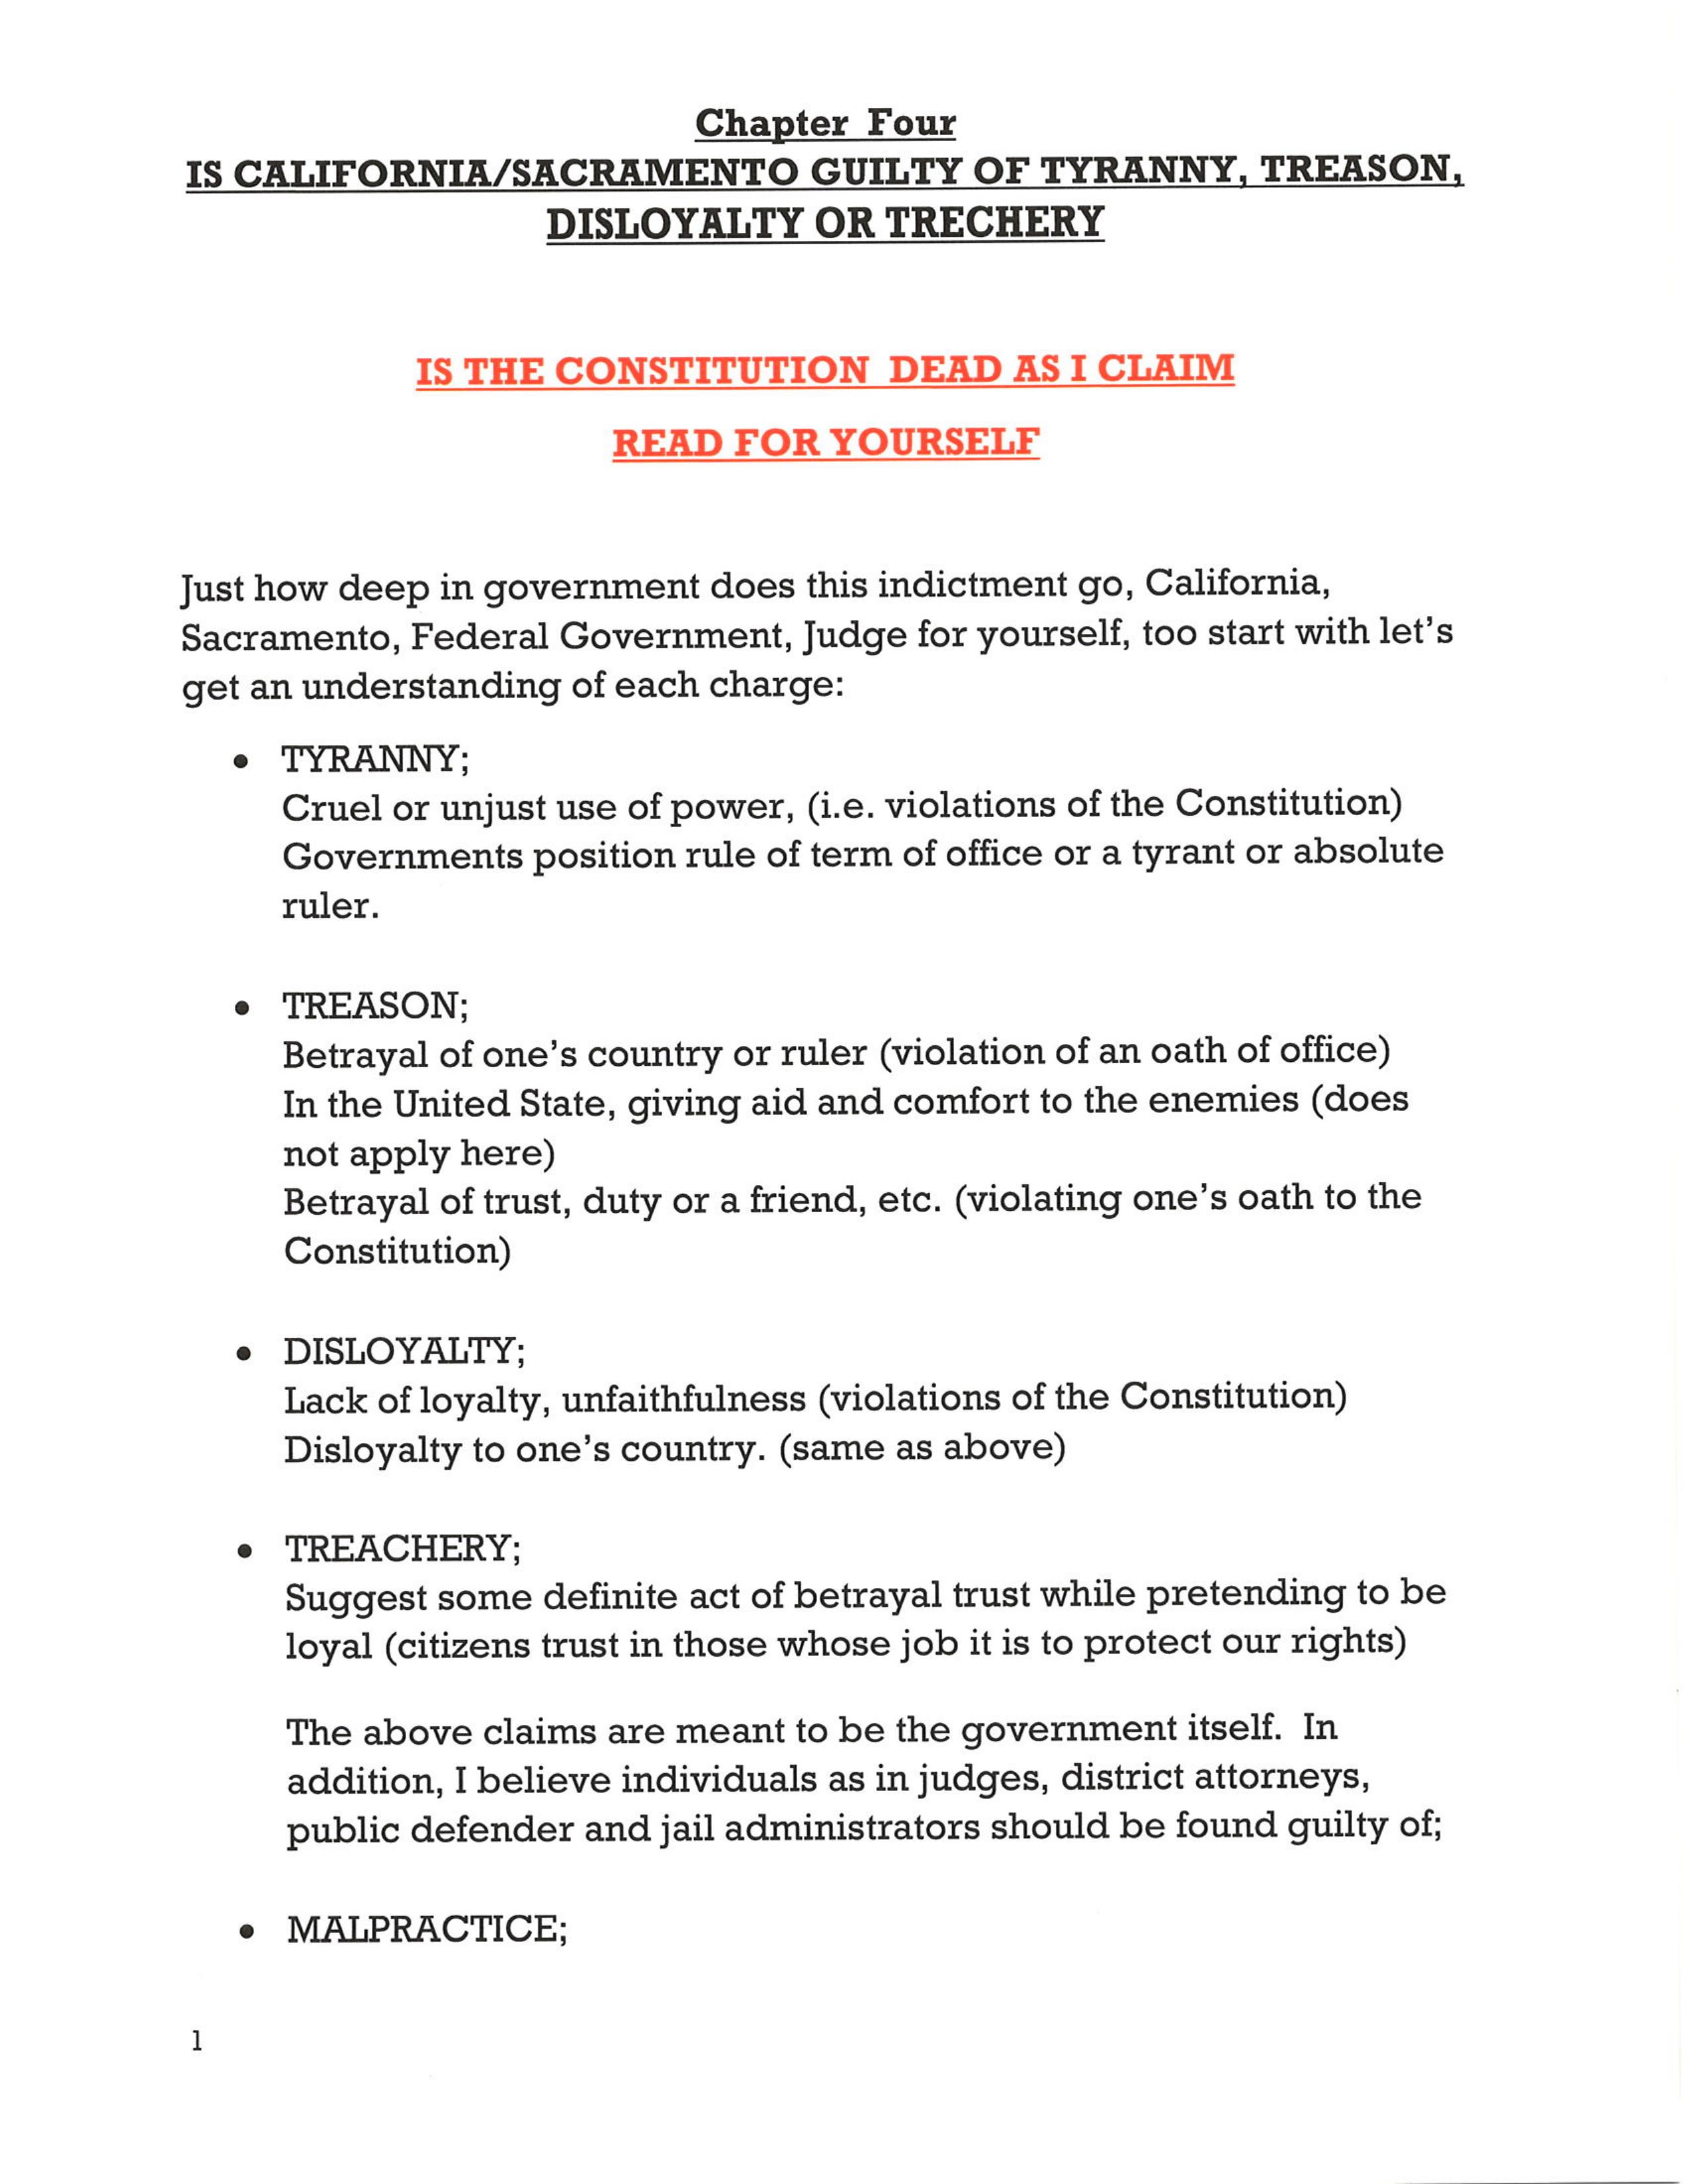 Chapter Four
IS CALIFORNIA/SACRAMENTO GUILTY OF TYRANNY, TREASON,
DISLOYALTY OR TRECHERY
IS THE CONSTITUTION DEAD AS I CLAIM
READ FOR YOURSELF
Just how deep in government does this indictment go, California,
Sacramento, Federal Government, Judge for yourself, too start with let's
get an understanding of each charge:
• TYRANNY;
Cruel or unjust use of power, (i.e. violations of the Constitution)
Governments position rule of term of office or a tyrant or absolute
ruler.
• TREASON;
Betrayal of one's country or ruler (violation of an oath of office)
In the United State, giving aid and comfort to the enemies (does
not apply here)
Betrayal of trust, duty or a friend, etc. (violating one's oath to the
Constitution)
• DISLOYALTY;
Lack of loyalty, unfaithfulness (violations of the Constitution)
Disloyalty to one's country. (same as above)
• TREACHERY;
Suggest some definite act of betrayal trust while pretending to be
loyal (citizens trust in those whose job it is to protect our rights)
The above claims are meant to be the government itself. In
addition, I believe individuals as in judges, district attorneys,
public defender and jail administrators should be found guilty of;
• MALPRACTICE;
1